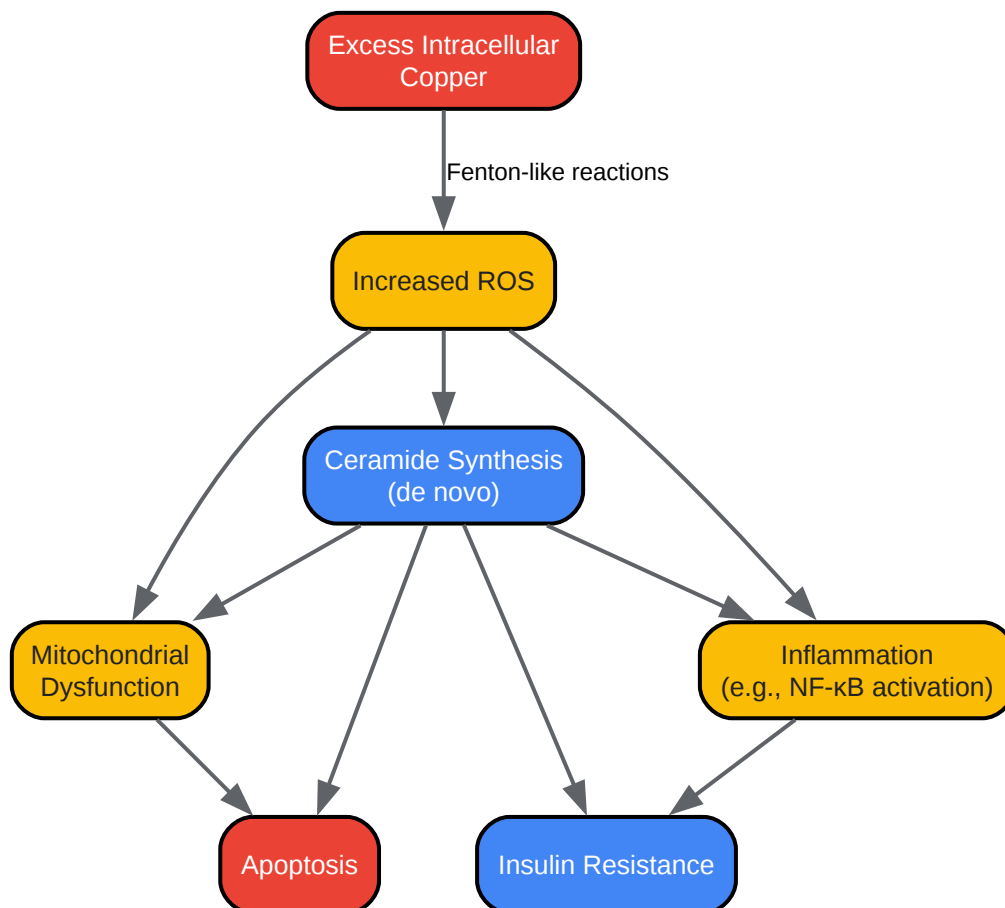 Excess Intracellular
Copper
Fenton-like reactions
Increased ROS
Ceramide Synthesis
(de novo)
Mitochondrial
Dysfunction
Inflammation
(e.g., NF-κB activation)
Apoptosis
Insulin Resistance